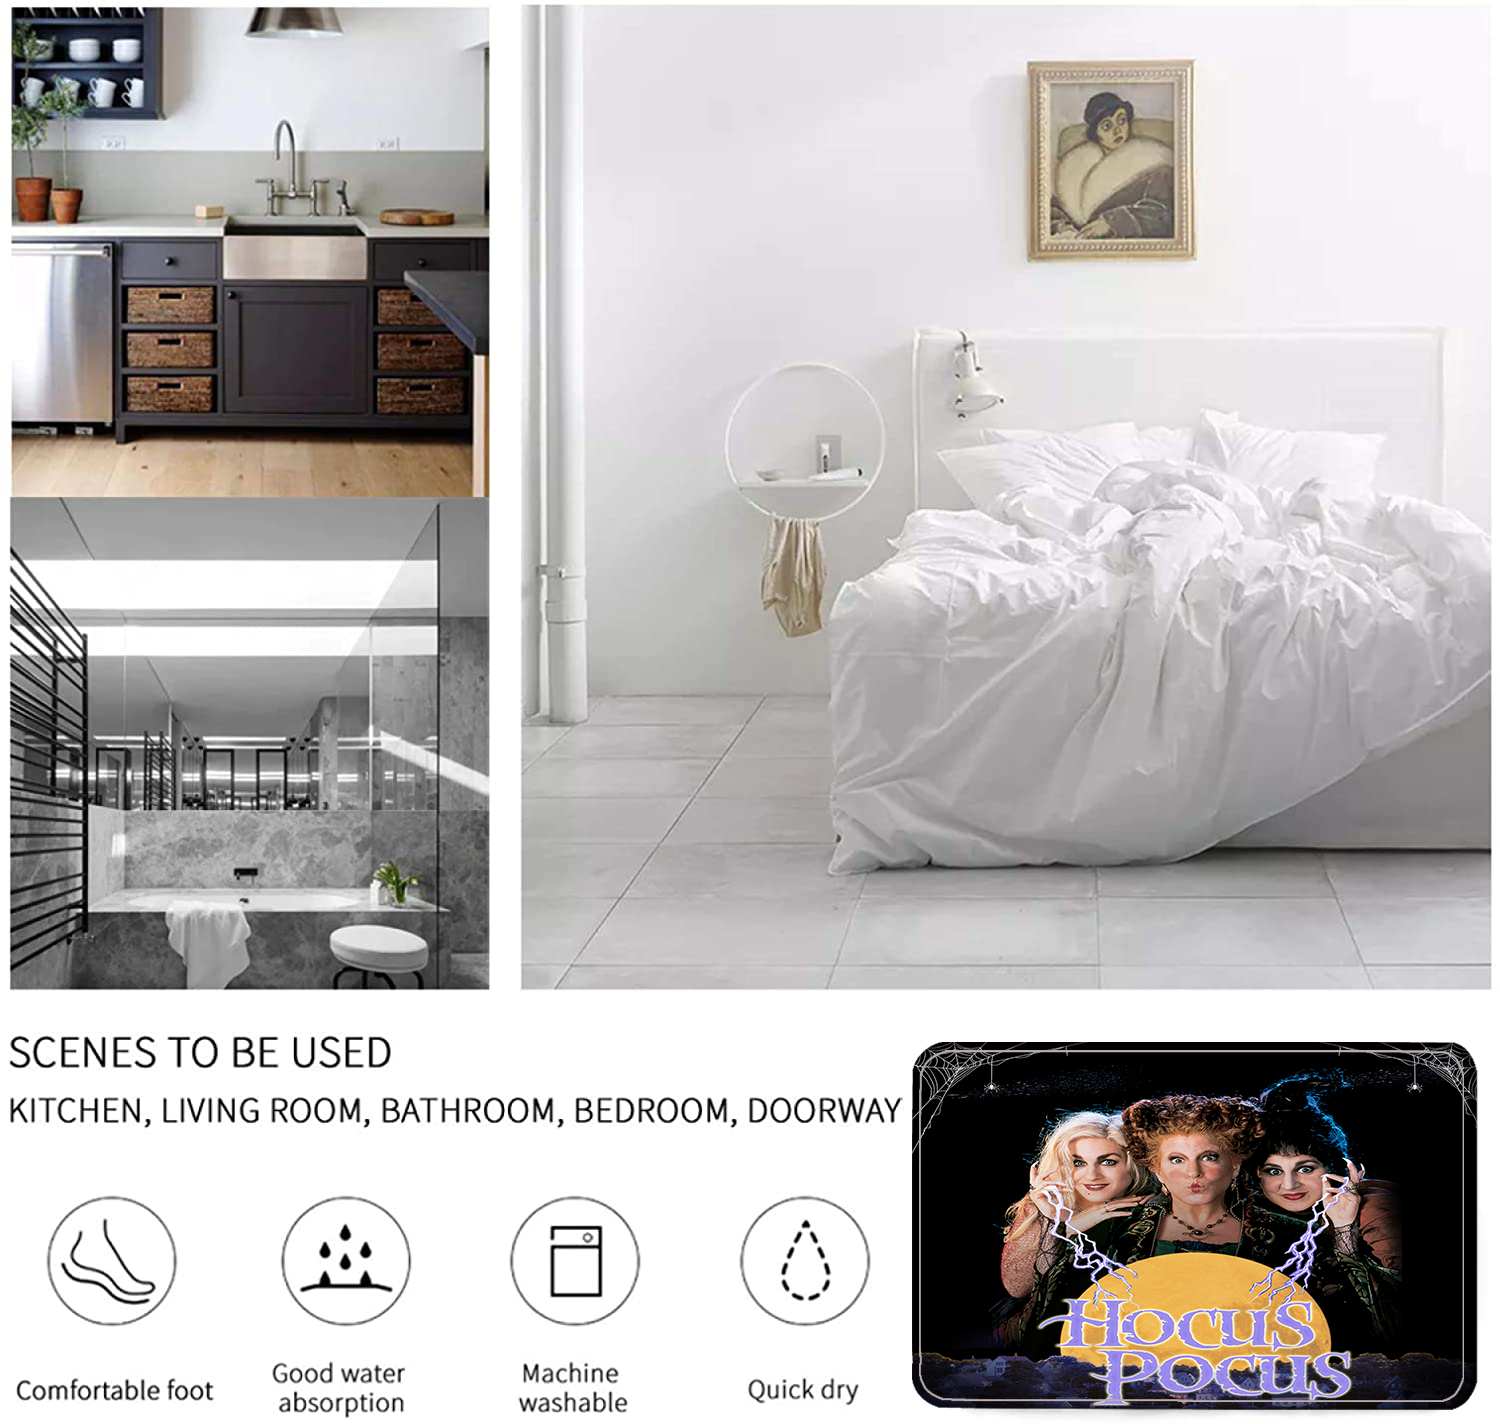 SCENES TO BE USED
KITCHEN, LIVING ROOM, BATHROOM, BEDROOM, DOORWAY
Comfortable foot
Good water
absorption
Machine
washable
Quick dry
HOCUS
POCUS